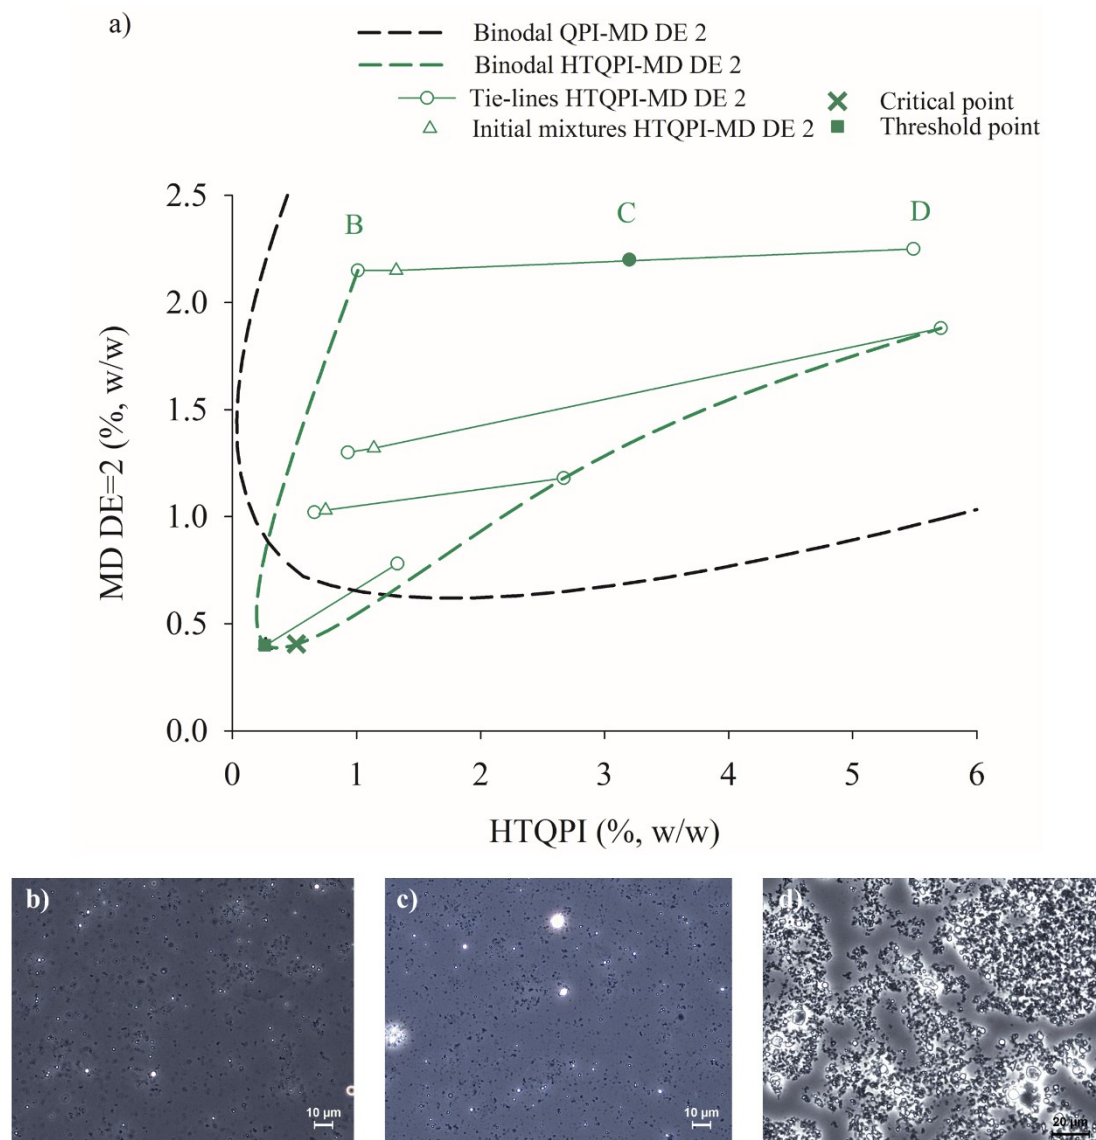 a)
Binodal QPI-MD DE 2
Binodal HTQPI-MD DE 2
Tie-lines HTQPI-MD DE 2
Initial mixtures HTQPI-MD DE 2
Critical point
Threshold point
2.5
2.0
1.5
1.0
0.5
0.0
MD DE=2 (%, w/w)
B
C
D
0 1 2 3 4 5 6
HTQPI (%, w/w)
b)
10 µm
c)
10 µm
d)
20 µm